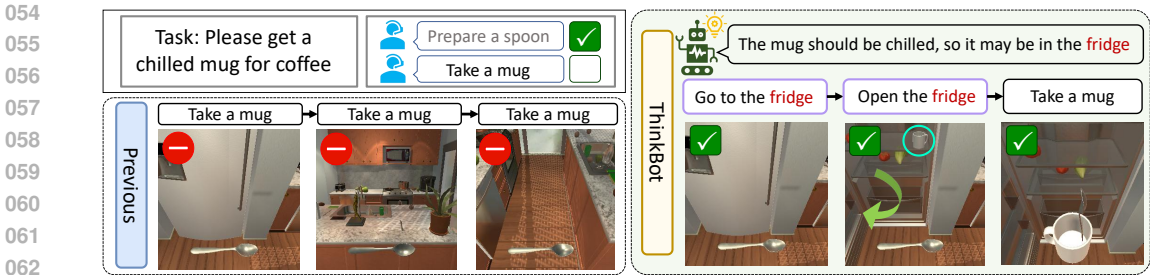 054
055
056
057
058
059
060
061
062
Task: Please get a
chilled mug for coffee
Prepare a spoon
Take a mug
Previous
Take a mug
Take a mug
Take a mug
ThinkBot
The mug should be chilled, so it may be in the fridge
Go to the fridge
Open the fridge
Take a mug